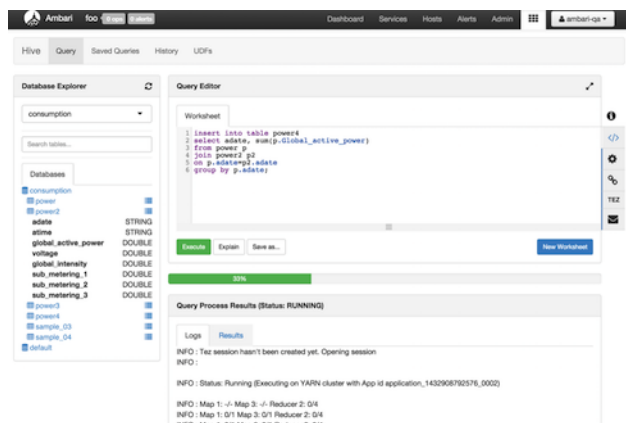 Ambari foo 0 ops 0 alerts Dashboard Services Hosts Alerts Admin ambari-qa
Hive Query Saved Queries History UDFs
Database Explorer
consumption
Search tables...
Databases
consumption
power
power2
adate STRING
atime STRING
global_active_power DOUBLE
voltage DOUBLE
global_intensity DOUBLE
sub_metering_1 DOUBLE
sub_metering_2 DOUBLE
sub_metering_3 DOUBLE
power3
power4
sample_03
sample_04
default
Query Editor
Worksheet
1 insert into table power4
2 select adate, sum(p.Global_active_power)
3 from power p
4 join power2 p2
5 on p.adate=p2.adate
6 group by p.adate;
Execute Explain Save as... New Worksheet
TEZ
33%
Query Process Results (Status: RUNNING)
Logs Results
INFO : Tez session hasn't been created yet. Opening session
INFO :
INFO : Status: Running (Executing on YARN cluster with App id application_1432908792576_0002)
INFO : Map 1: -/- Map 3: -/- Reducer 2: 0/4
INFO : Map 1: 0/1 Map 3: 0/1 Reducer 2: 0/4